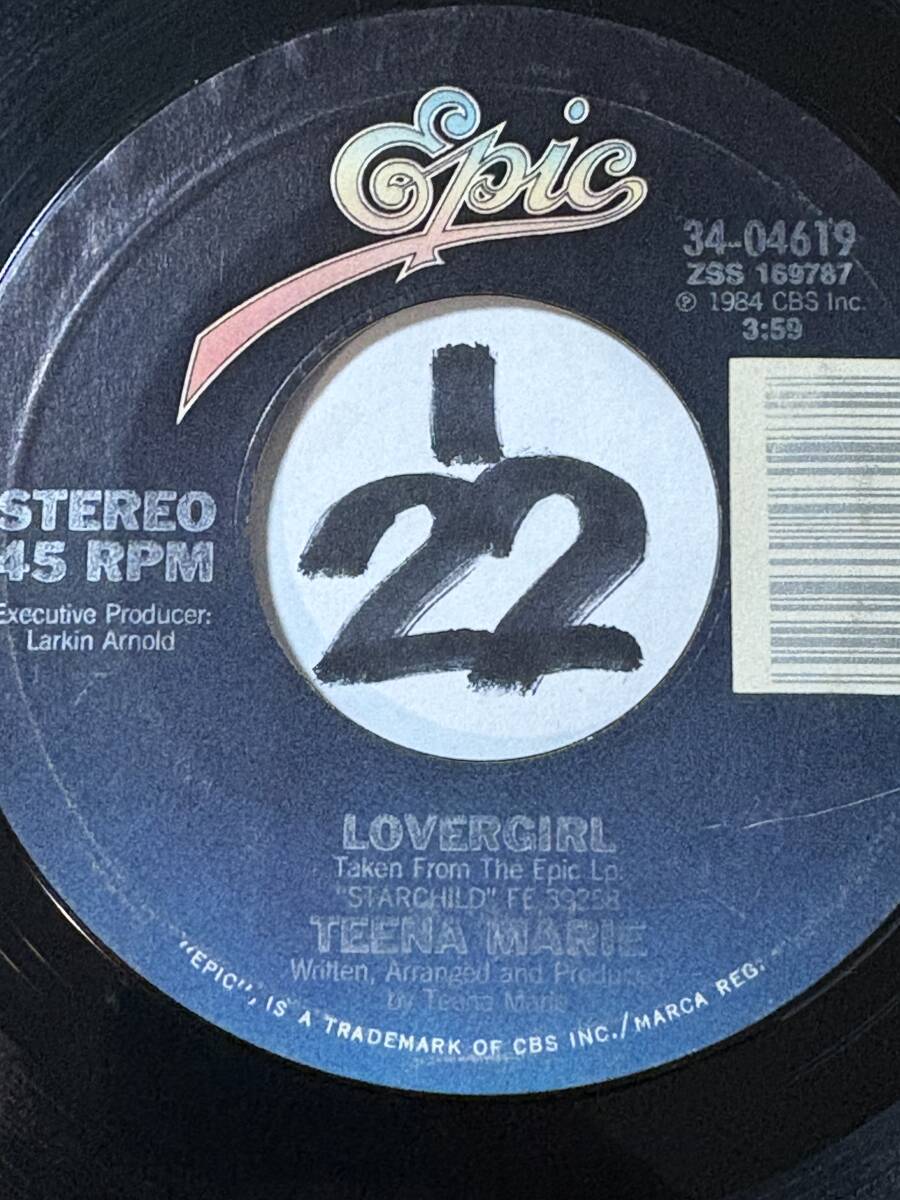 Epic
34-04619
ZSS 169787
℗ 1984 CBS Inc.
3:59
1
22
STEREO
45 RPM
Executive Producer:
Larkin Arnold
LOVERGIRL
Taken From The Epic Lp:
"STARCHILD" FE 39258
TEENA MARIE
Written, Arranged and Produced
by Teena Marie
"EPIC", IS A TRADEMARK OF CBS INC./MARCA REG.